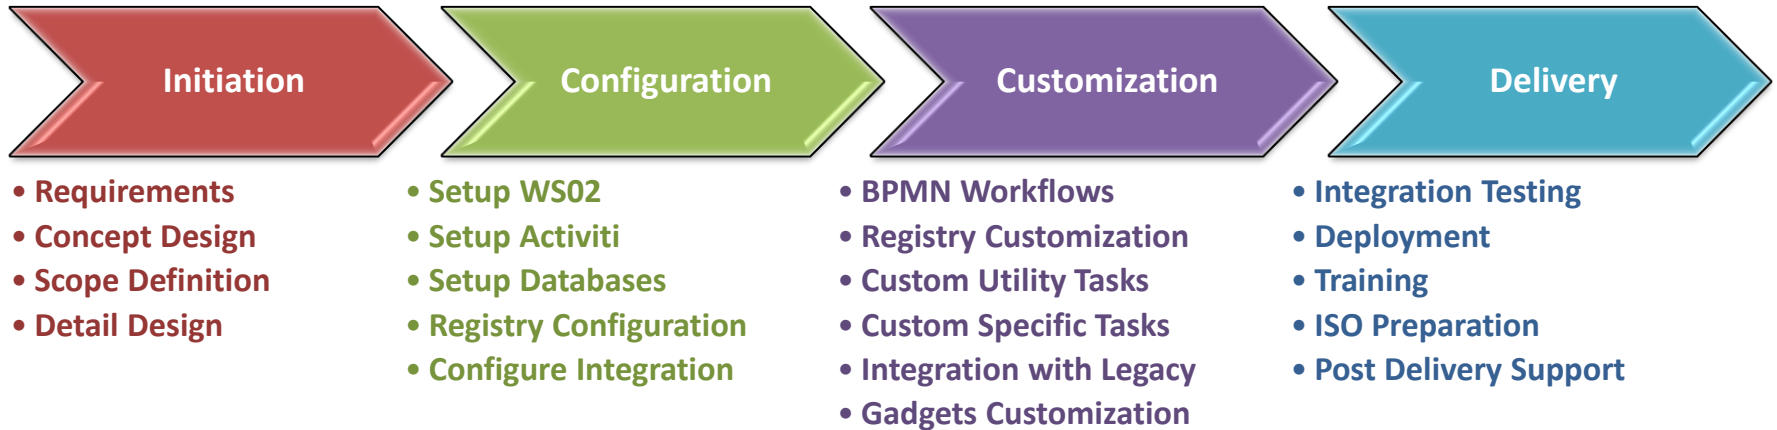 Initiation
Configuration
Customization
Delivery
• Requirements
• Concept Design
• Scope Definition
• Detail Design
• Setup WS02
• Setup Activiti
• Setup Databases
• Registry Configuration
• Configure Integration
• BPMN Workflows
• Registry Customization
• Custom Utility Tasks
• Custom Specific Tasks
• Integration with Legacy
• Gadgets Customization
• Integration Testing
• Deployment
• Training
• ISO Preparation
• Post Delivery Support